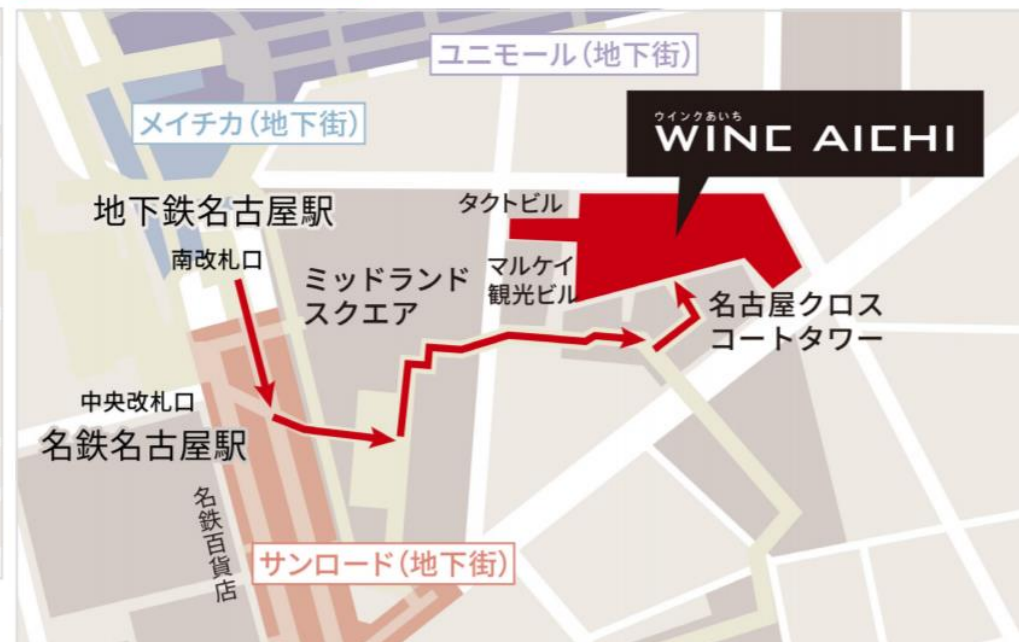 ユニモール(地下街)
メイチカ(地下街)
ウインクあいち
WINC AICHI
地下鉄名古屋駅
南改札口
タクトビル
ミッドランド
スクエア
マルケイ
観光ビル
名古屋クロス
コートタワー
中央改札口
名鉄名古屋駅
名鉄百貨店
サンロード(地下街)